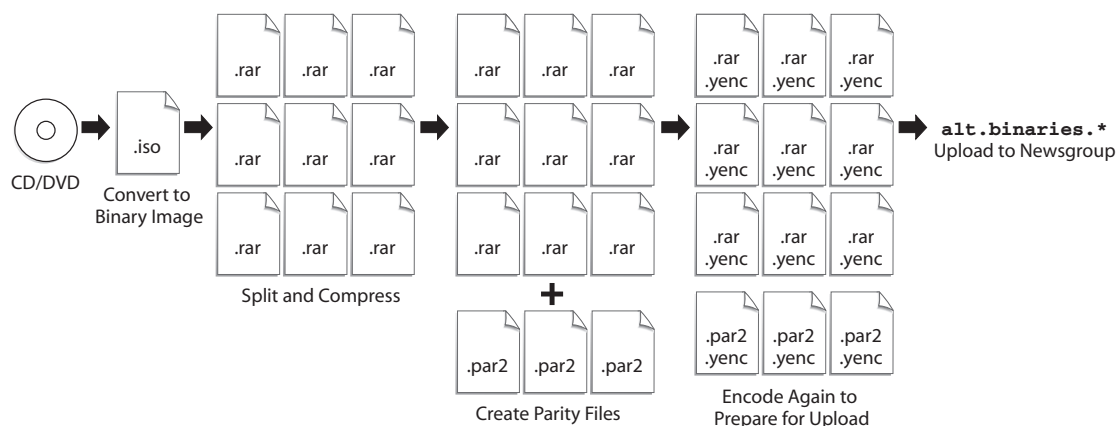 CD/DVD
.iso
Convert to
Binary Image
.rar .rar .rar
.rar .rar .rar
.rar .rar .rar
Split and Compress
.rar .rar .rar
.rar .rar .rar
.rar .rar .rar
+
.par2 .par2 .par2
Create Parity Files
.rar .rar .rar
.yenc .yenc .yenc
.rar .rar .rar
.yenc .yenc .yenc
.rar .rar .rar
.yenc .yenc .yenc
.par2 .par2 .par2
.yenc .yenc .yenc
Encode Again to
Prepare for Upload
alt.binaries.*
Upload to Newsgroup